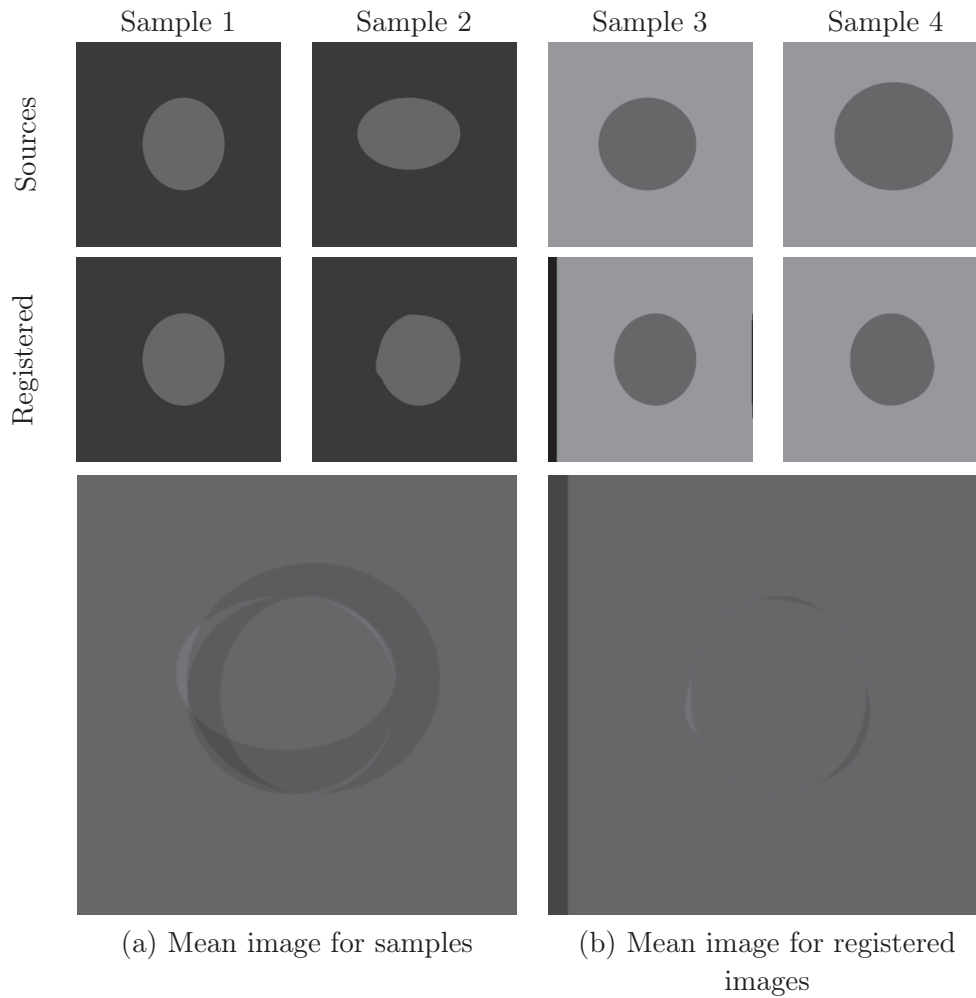 Sample 1
Sample 2
Sample 3
Sample 4
Sources
Registered
(a) Mean image for samples
(b) Mean image for registered
images